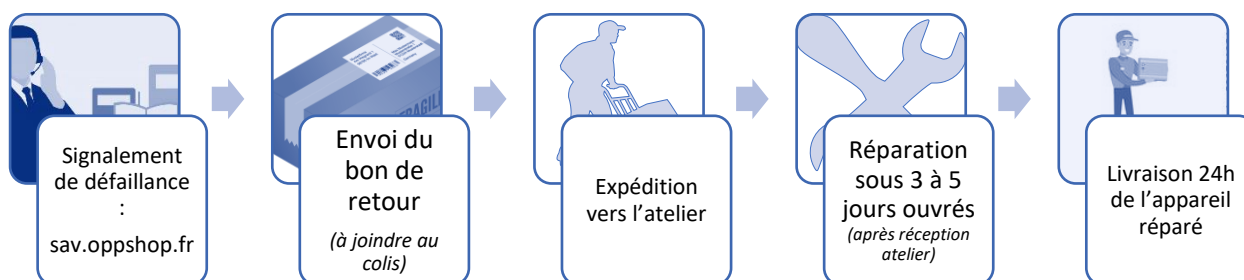 Signalement
de défaillance
:
sav.oppshop.fr
FRAGILE
Envoi du
bon de
retour
(à joindre au
colis)
Expédition
vers l’atelier
Réparation
sous 3 à 5
jours ouvrés
(après réception
atelier)
Livraison 24h
de l’appareil
réparé